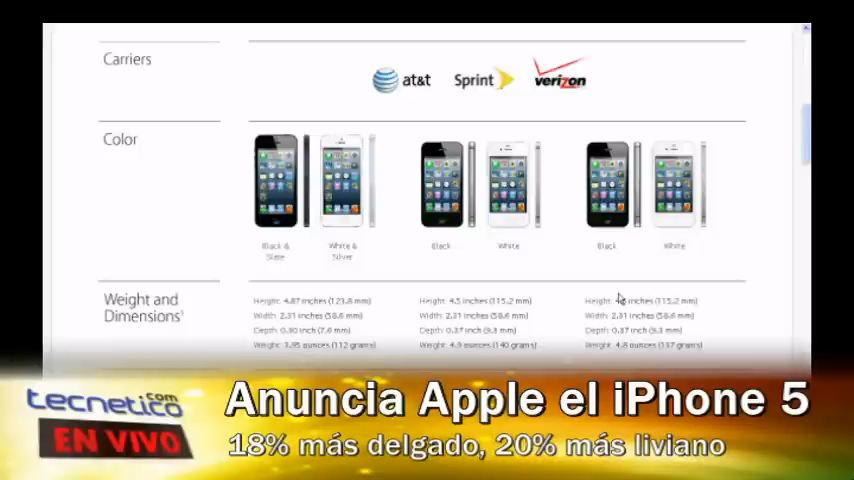 Carriers
at&t Sprint verizon
Color
Black & Slate
White & Silver
Black
White
Black
White
Weight and Dimensions¹
Height: 4.87 inches (123.8 mm)
Width: 2.31 inches (58.6 mm)
Depth: 0.30 inch (7.6 mm)
Weight: 3.95 ounces (112 grams)
Height: 4.5 inches (115.2 mm)
Width: 2.31 inches (58.6 mm)
Depth: 0.37 inch (9.3 mm)
Weight: 4.9 ounces (140 grams)
Height: inches (115.2 mm)
Width: 2.31 inches (58.6 mm)
Depth: 0.37 inch (9.3 mm)
Weight: 4.8 ounces (137 grams)
tecnetico.com
EN VIVO
Anuncia Apple el iPhone 5
18% más delgado, 20% más liviano